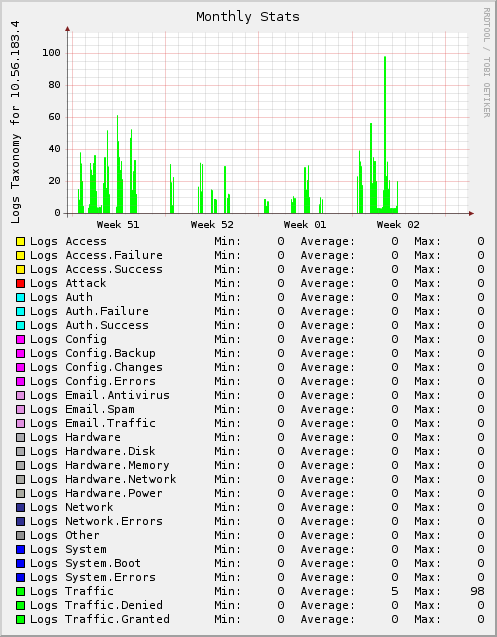 Monthly Stats
RRDTOOL / TOBI OETIKER
Logs Taxonomy for 10.56.183.4
100
80
60
40
20
0
Week 51 Week 52 Week 01 Week 02
Logs Access Min: 0 Average: 0 Max: 0
Logs Access.Failure Min: 0 Average: 0 Max: 0
Logs Access.Success Min: 0 Average: 0 Max: 0
Logs Attack Min: 0 Average: 0 Max: 0
Logs Auth Min: 0 Average: 0 Max: 0
Logs Auth.Failure Min: 0 Average: 0 Max: 0
Logs Auth.Success Min: 0 Average: 0 Max: 0
Logs Config Min: 0 Average: 0 Max: 0
Logs Config.Backup Min: 0 Average: 0 Max: 0
Logs Config.Changes Min: 0 Average: 0 Max: 0
Logs Config.Errors Min: 0 Average: 0 Max: 0
Logs Email.Antivirus Min: 0 Average: 0 Max: 0
Logs Email.Spam Min: 0 Average: 0 Max: 0
Logs Email.Traffic Min: 0 Average: 0 Max: 0
Logs Hardware Min: 0 Average: 0 Max: 0
Logs Hardware.Disk Min: 0 Average: 0 Max: 0
Logs Hardware.Memory Min: 0 Average: 0 Max: 0
Logs Hardware.Network Min: 0 Average: 0 Max: 0
Logs Hardware.Power Min: 0 Average: 0 Max: 0
Logs Network Min: 0 Average: 0 Max: 0
Logs Network.Errors Min: 0 Average: 0 Max: 0
Logs Other Min: 0 Average: 0 Max: 0
Logs System Min: 0 Average: 0 Max: 0
Logs System.Boot Min: 0 Average: 0 Max: 0
Logs System.Errors Min: 0 Average: 0 Max: 0
Logs Traffic Min: 0 Average: 5 Max: 98
Logs Traffic.Denied Min: 0 Average: 0 Max: 0
Logs Traffic.Granted Min: 0 Average: 0 Max: 0